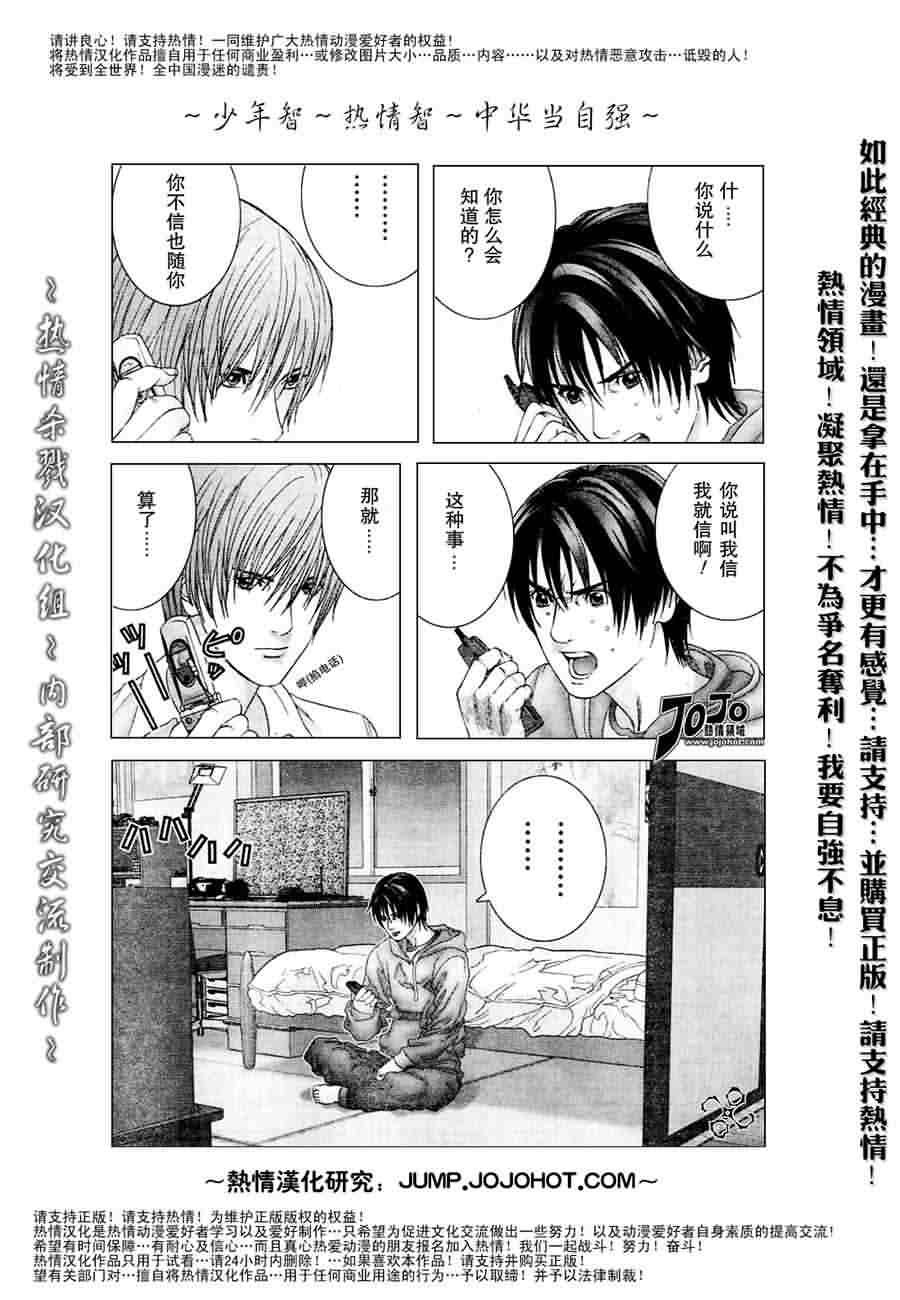 请讲良心！请支持热情！一同维护广大热情动漫爱好者的权益！
将热情汉化作品擅自用于任何商业盈利…或修改图片大小…品质…内容……以及对热情恶意攻击…诋毁的人！
将受到全世界！全中国漫迷的谴责！
～少年智～热情智～中华当自强～
如此經典的漫畫！還是拿在手中…才更有感覺…請支持…並購買正版！請支持熱情！
熱情領域！凝聚熱情！不為爭名奪利！我要自強不息！
～热情杀戮汉化组～内部研究交流制作～
什……
你说什么
你怎么会
知道的？
…………
……
你不信也随你
你说叫我信
我就信啊！
这种事…
那就……
算了……
ピ
(拍电话)
JOJO
熱情領域
www.jojohot.com
……
……
～熱情漢化研究：JUMP.JOJOHOT.COM～
请支持正版！请支持热情！为维护正版版权的权益！
热情汉化是热情动漫爱好者学习以及爱好制作…只希望为促进文化交流做出一些努力！以及动漫爱好者自身素质的提高交流！
希望有时间保障…有耐心及信心…而且真心热爱动漫的朋友报名加入热情！我们一起战斗！努力！奋斗！
热情汉化作品只用于试看…请24小时内删除！…如果喜欢本作品！请支持并购买正版！
望有关部门对…擅自将热情汉化作品…用于任何商业用途的行为…予以取缔！并予以法律制裁！